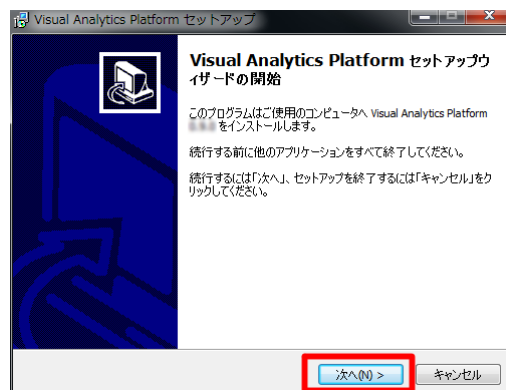 Visual Analytics Platform セットアップ
Visual Analytics Platform セットアップウ
ィザードの開始
このプログラムはご使用のコンピュータへ Visual Analytics Platform
をインストールします。
続行する前に他のアプリケーションをすべて終了してください。
続行するには「次へ」、セットアップを終了するには「キャンセル」をク
リックしてください。
次へ(N) >
キャンセル